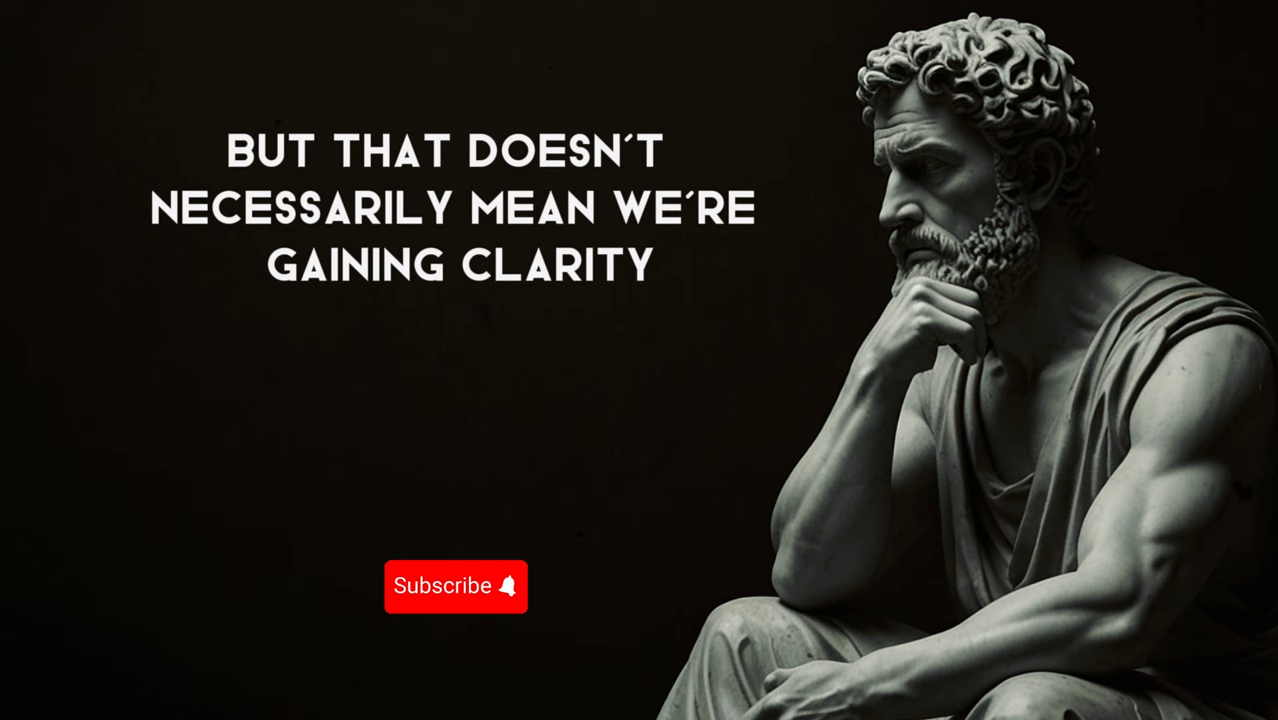 BUT THAT DOESN´T
NECESSARILY MEAN WE´RE
GAINING CLARITY
Subscribe